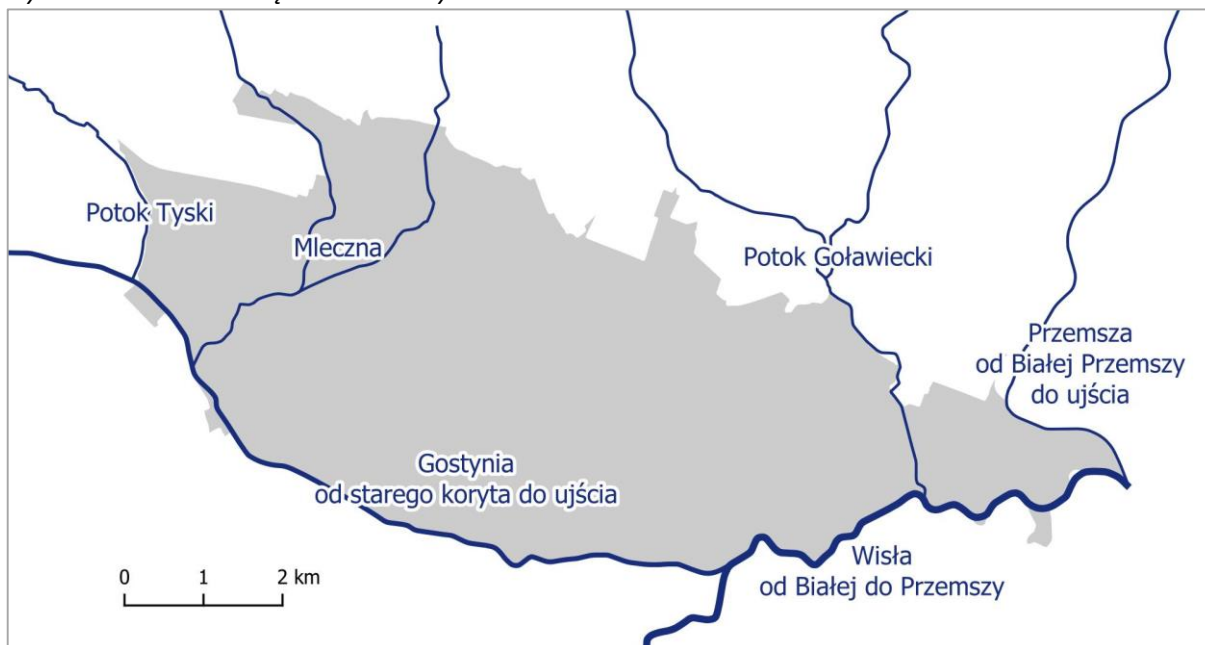 Potok Tyski
Mleczna
Potok Goławiecki
Przemsza
od Białej Przemszy
do ujścia
Gostynia
od starego koryta do ujścia
Wisła
od Białej do Przemszy
0 1 2 km